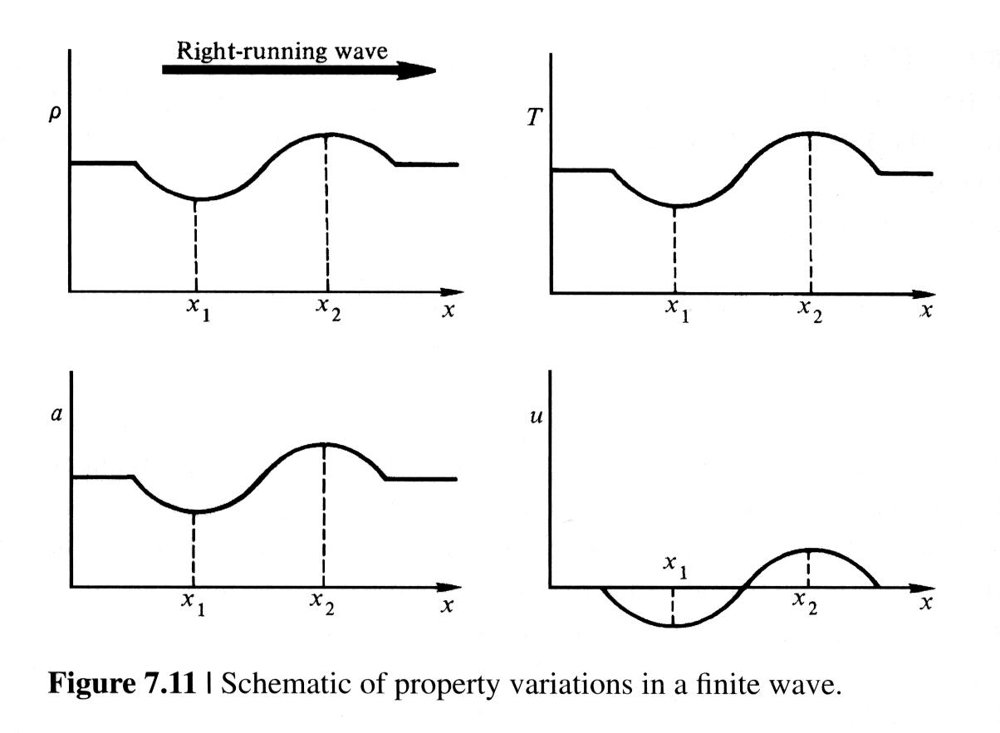 Right-running wave
ρ
x1
x2
x
T
x1
x2
x
a
x1
x2
x
u
x1
x2
x
Figure 7.11 | Schematic of property variations in a finite wave.